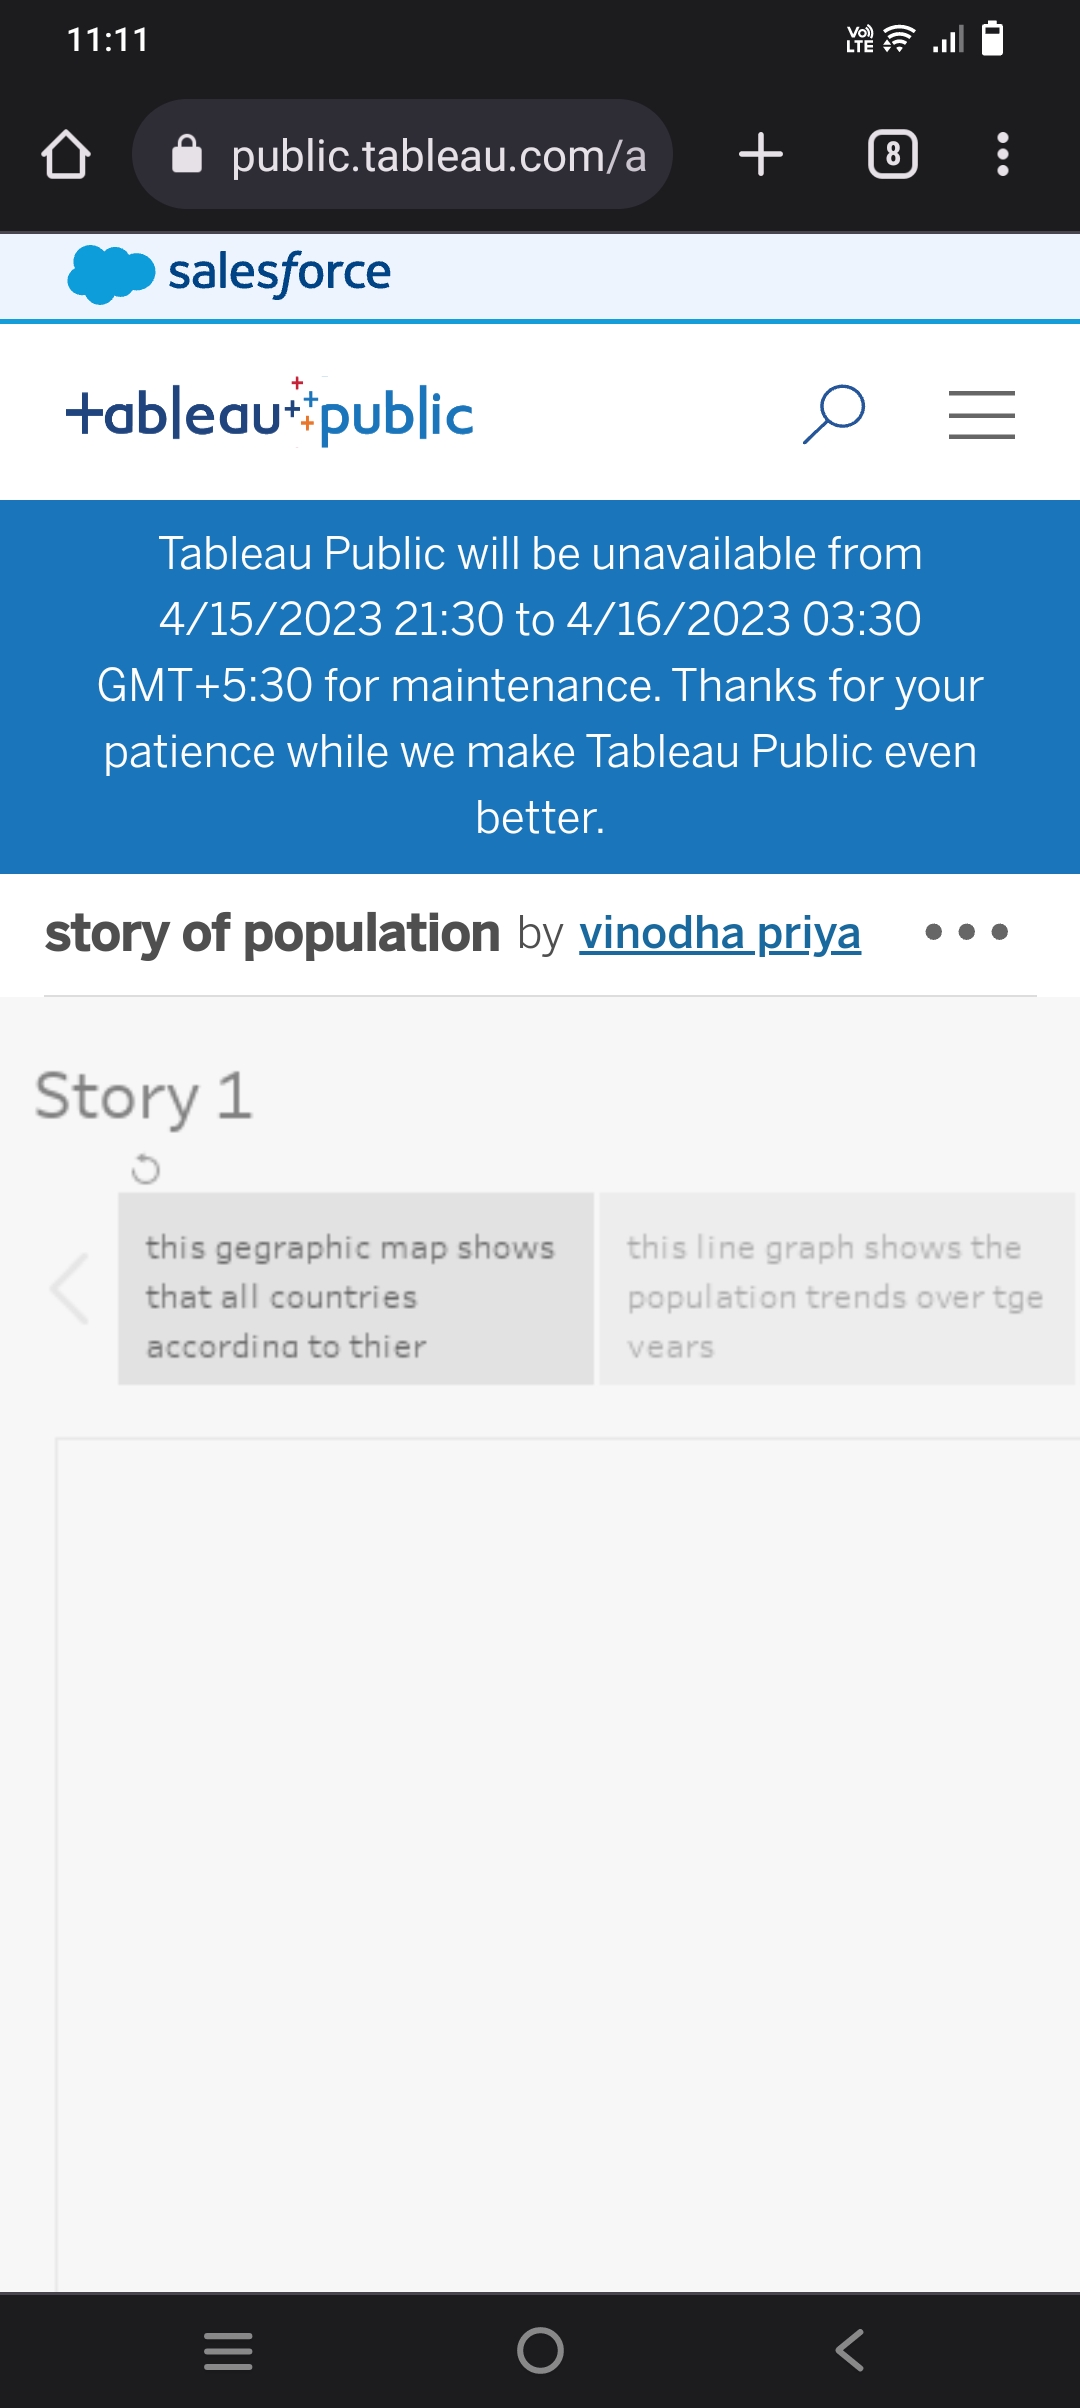 11:11
Vo)) LTE
public.tableau.com/a
8
salesforce
+ableau public
Tableau Public will be unavailable from
4/15/2023 21:30 to 4/16/2023 03:30
GMT+5:30 for maintenance. Thanks for your
patience while we make Tableau Public even
better.
story of population by vinodha priya
Story 1
this gegraphic map shows
that all countries
according to thier
this line graph shows the
population trends over tge
years